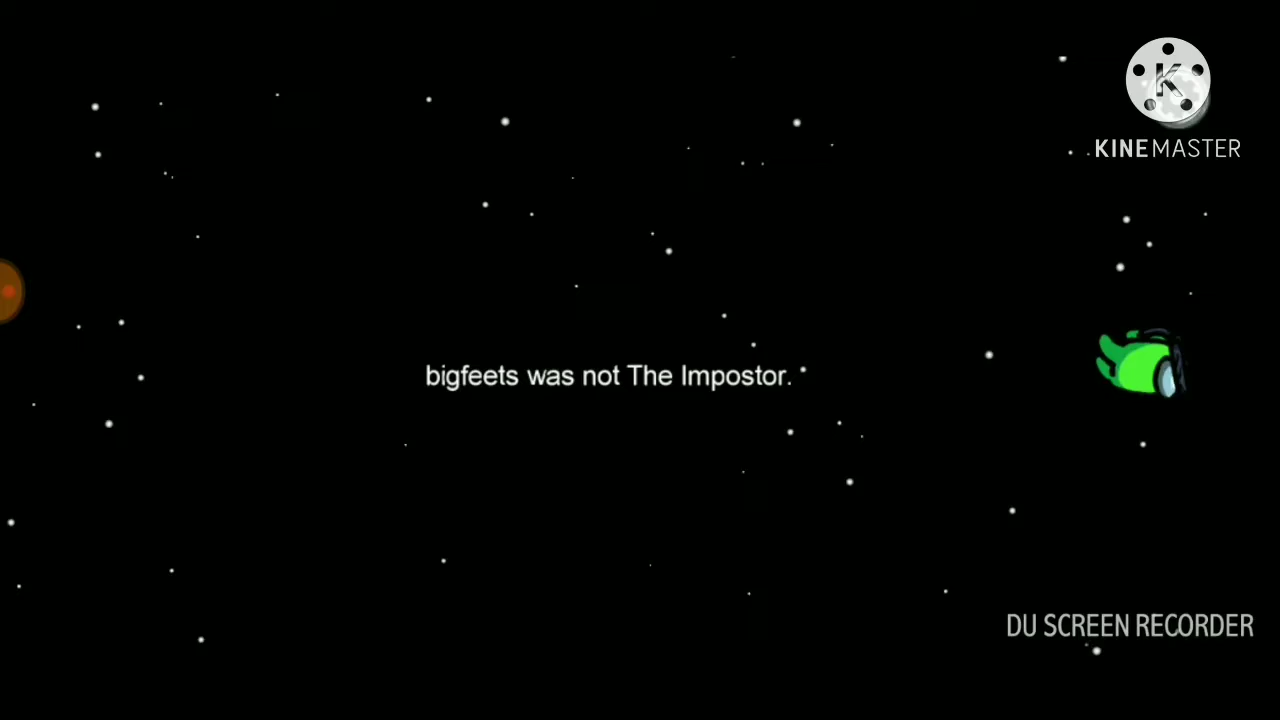 K
KINEMASTER
bigfeets was not The Impostor.
DU SCREEN RECORDER